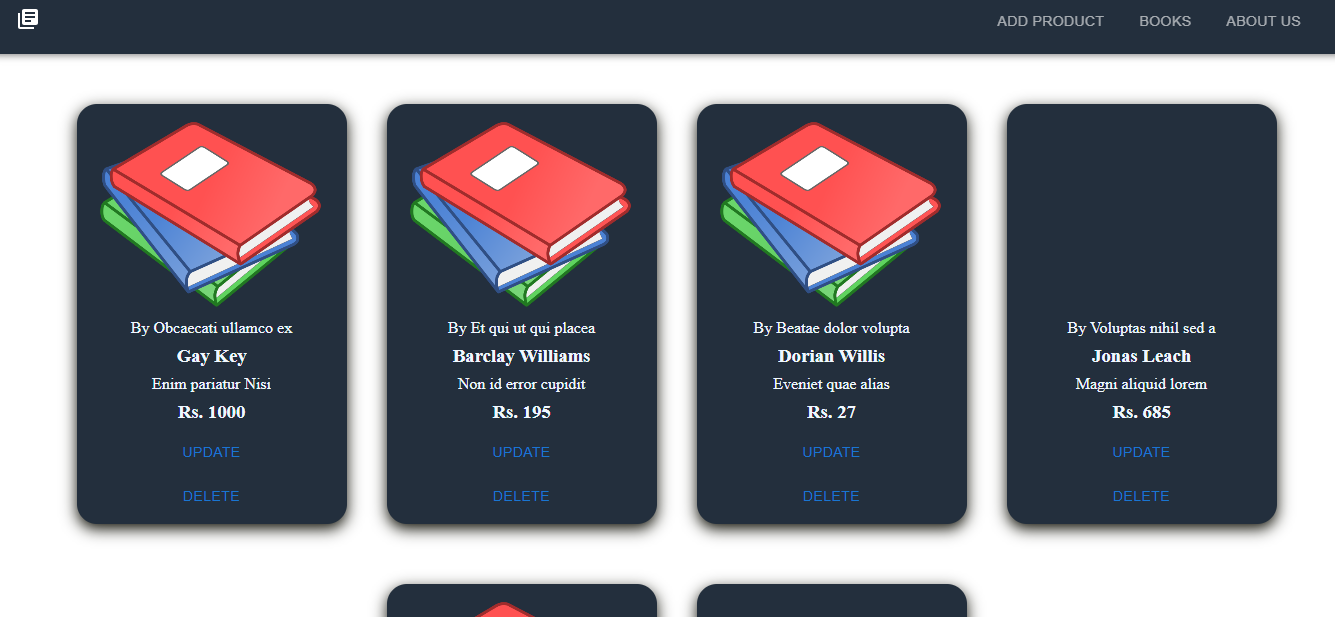 ADD PRODUCT BOOKS ABOUT US
By Obcaecati ullamco ex
Gay Key
Enim pariatur Nisi
Rs. 1000
UPDATE
DELETE
By Et qui ut qui placea
Barclay Williams
Non id error cupidit
Rs. 195
UPDATE
DELETE
By Beatae dolor volupta
Dorian Willis
Eveniet quae alias
Rs. 27
UPDATE
DELETE
By Voluptas nihil sed a
Jonas Leach
Magni aliquid lorem
Rs. 685
UPDATE
DELETE